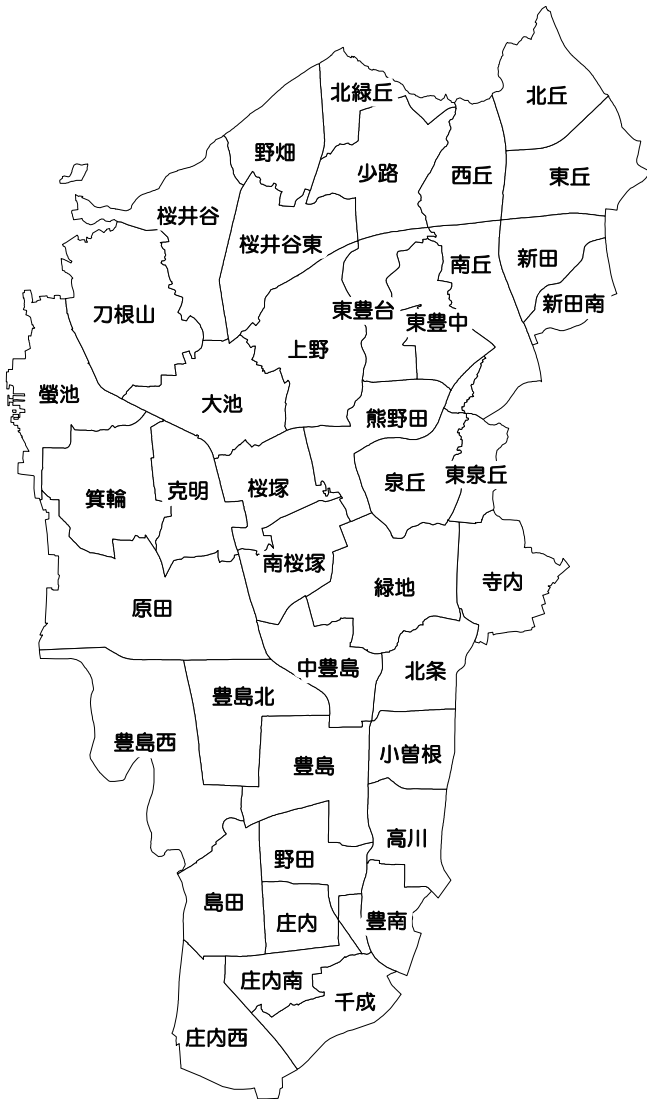 北丘
北緑丘
野畑
少路
西丘
東丘
桜井谷
桜井谷東
南丘
新田
新田南
刀根山
東豊台
東豊中
上野
螢池
大池
熊野田
箕輪
克明
桜塚
泉丘
東泉丘
南桜塚
緑地
寺内
原田
中豊島
北条
豊島北
豊島西
豊島
小曽根
高川
野田
島田
庄内
豊南
庄内南
千成
庄内西